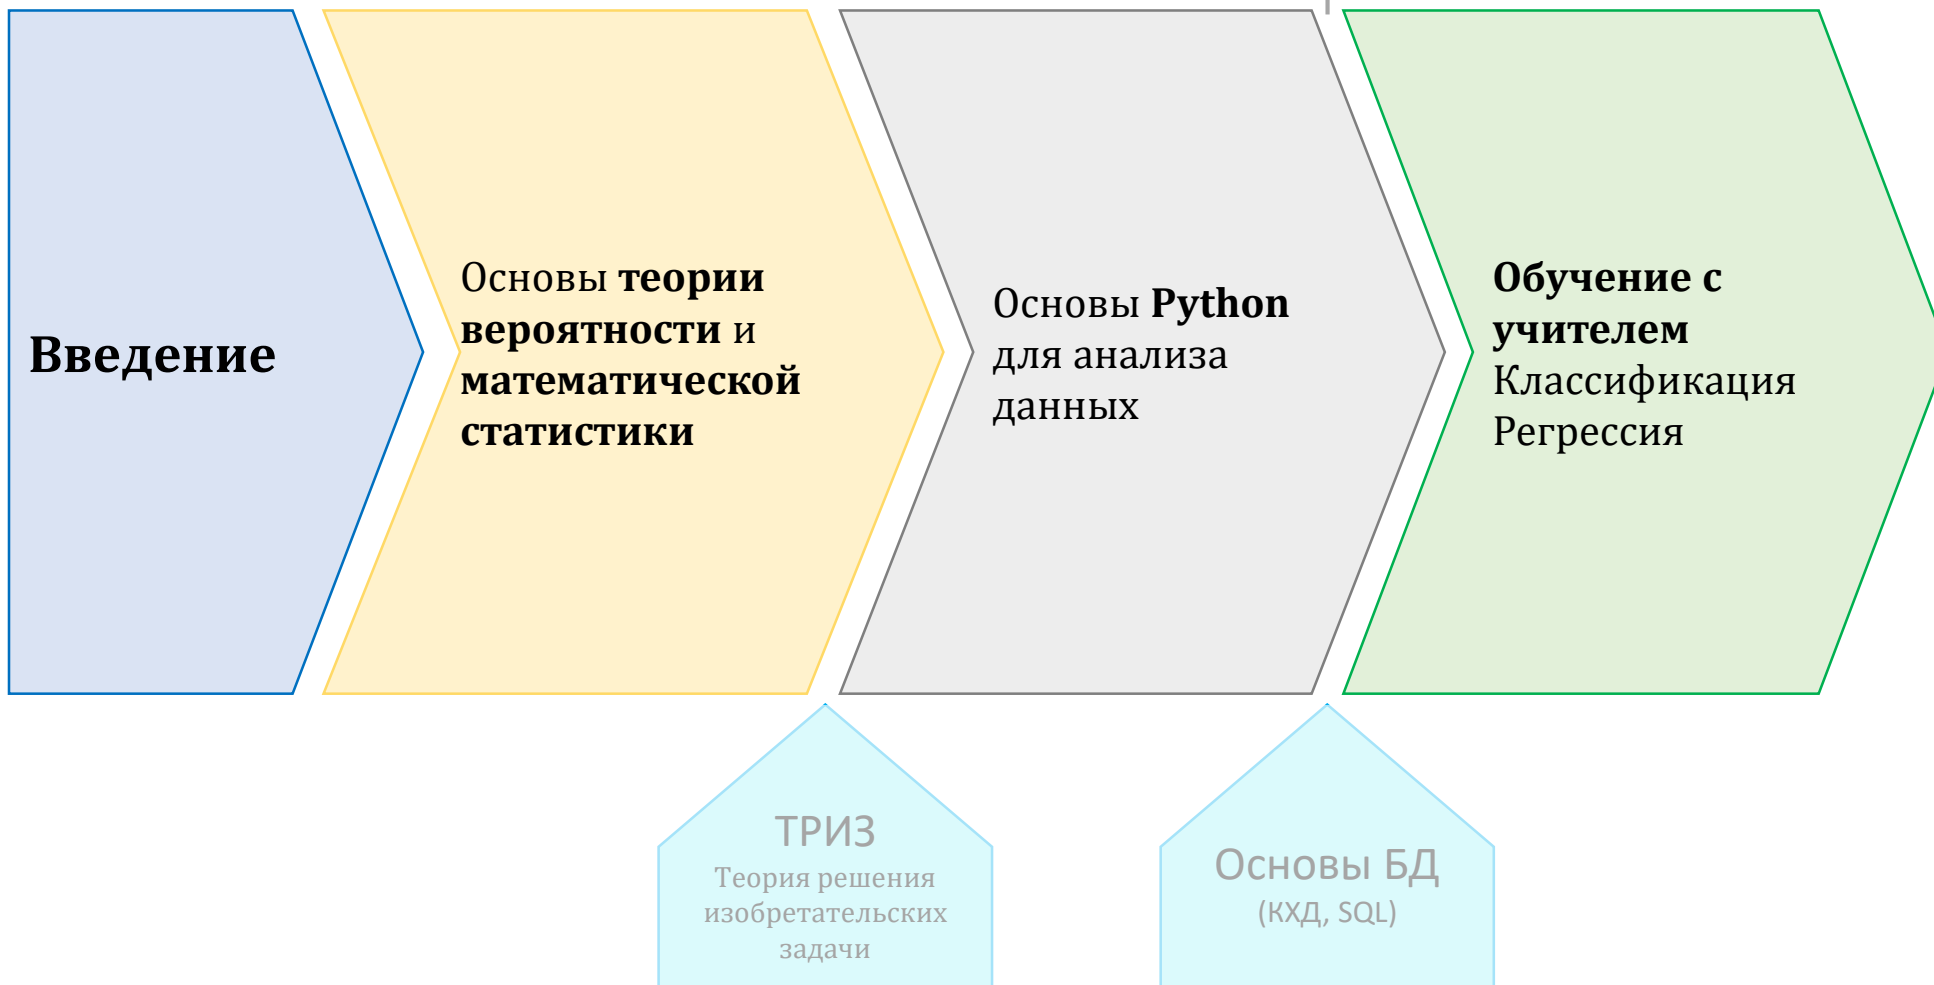 Введение
Основы теории
вероятности и
математической
статистики
Основы Python
для анализа
данных
Обучение с
учителем
Классификация
Регрессия
ТРИЗ
Теория решения
изобретательских
задачи
Основы БД
(КХД, SQL)